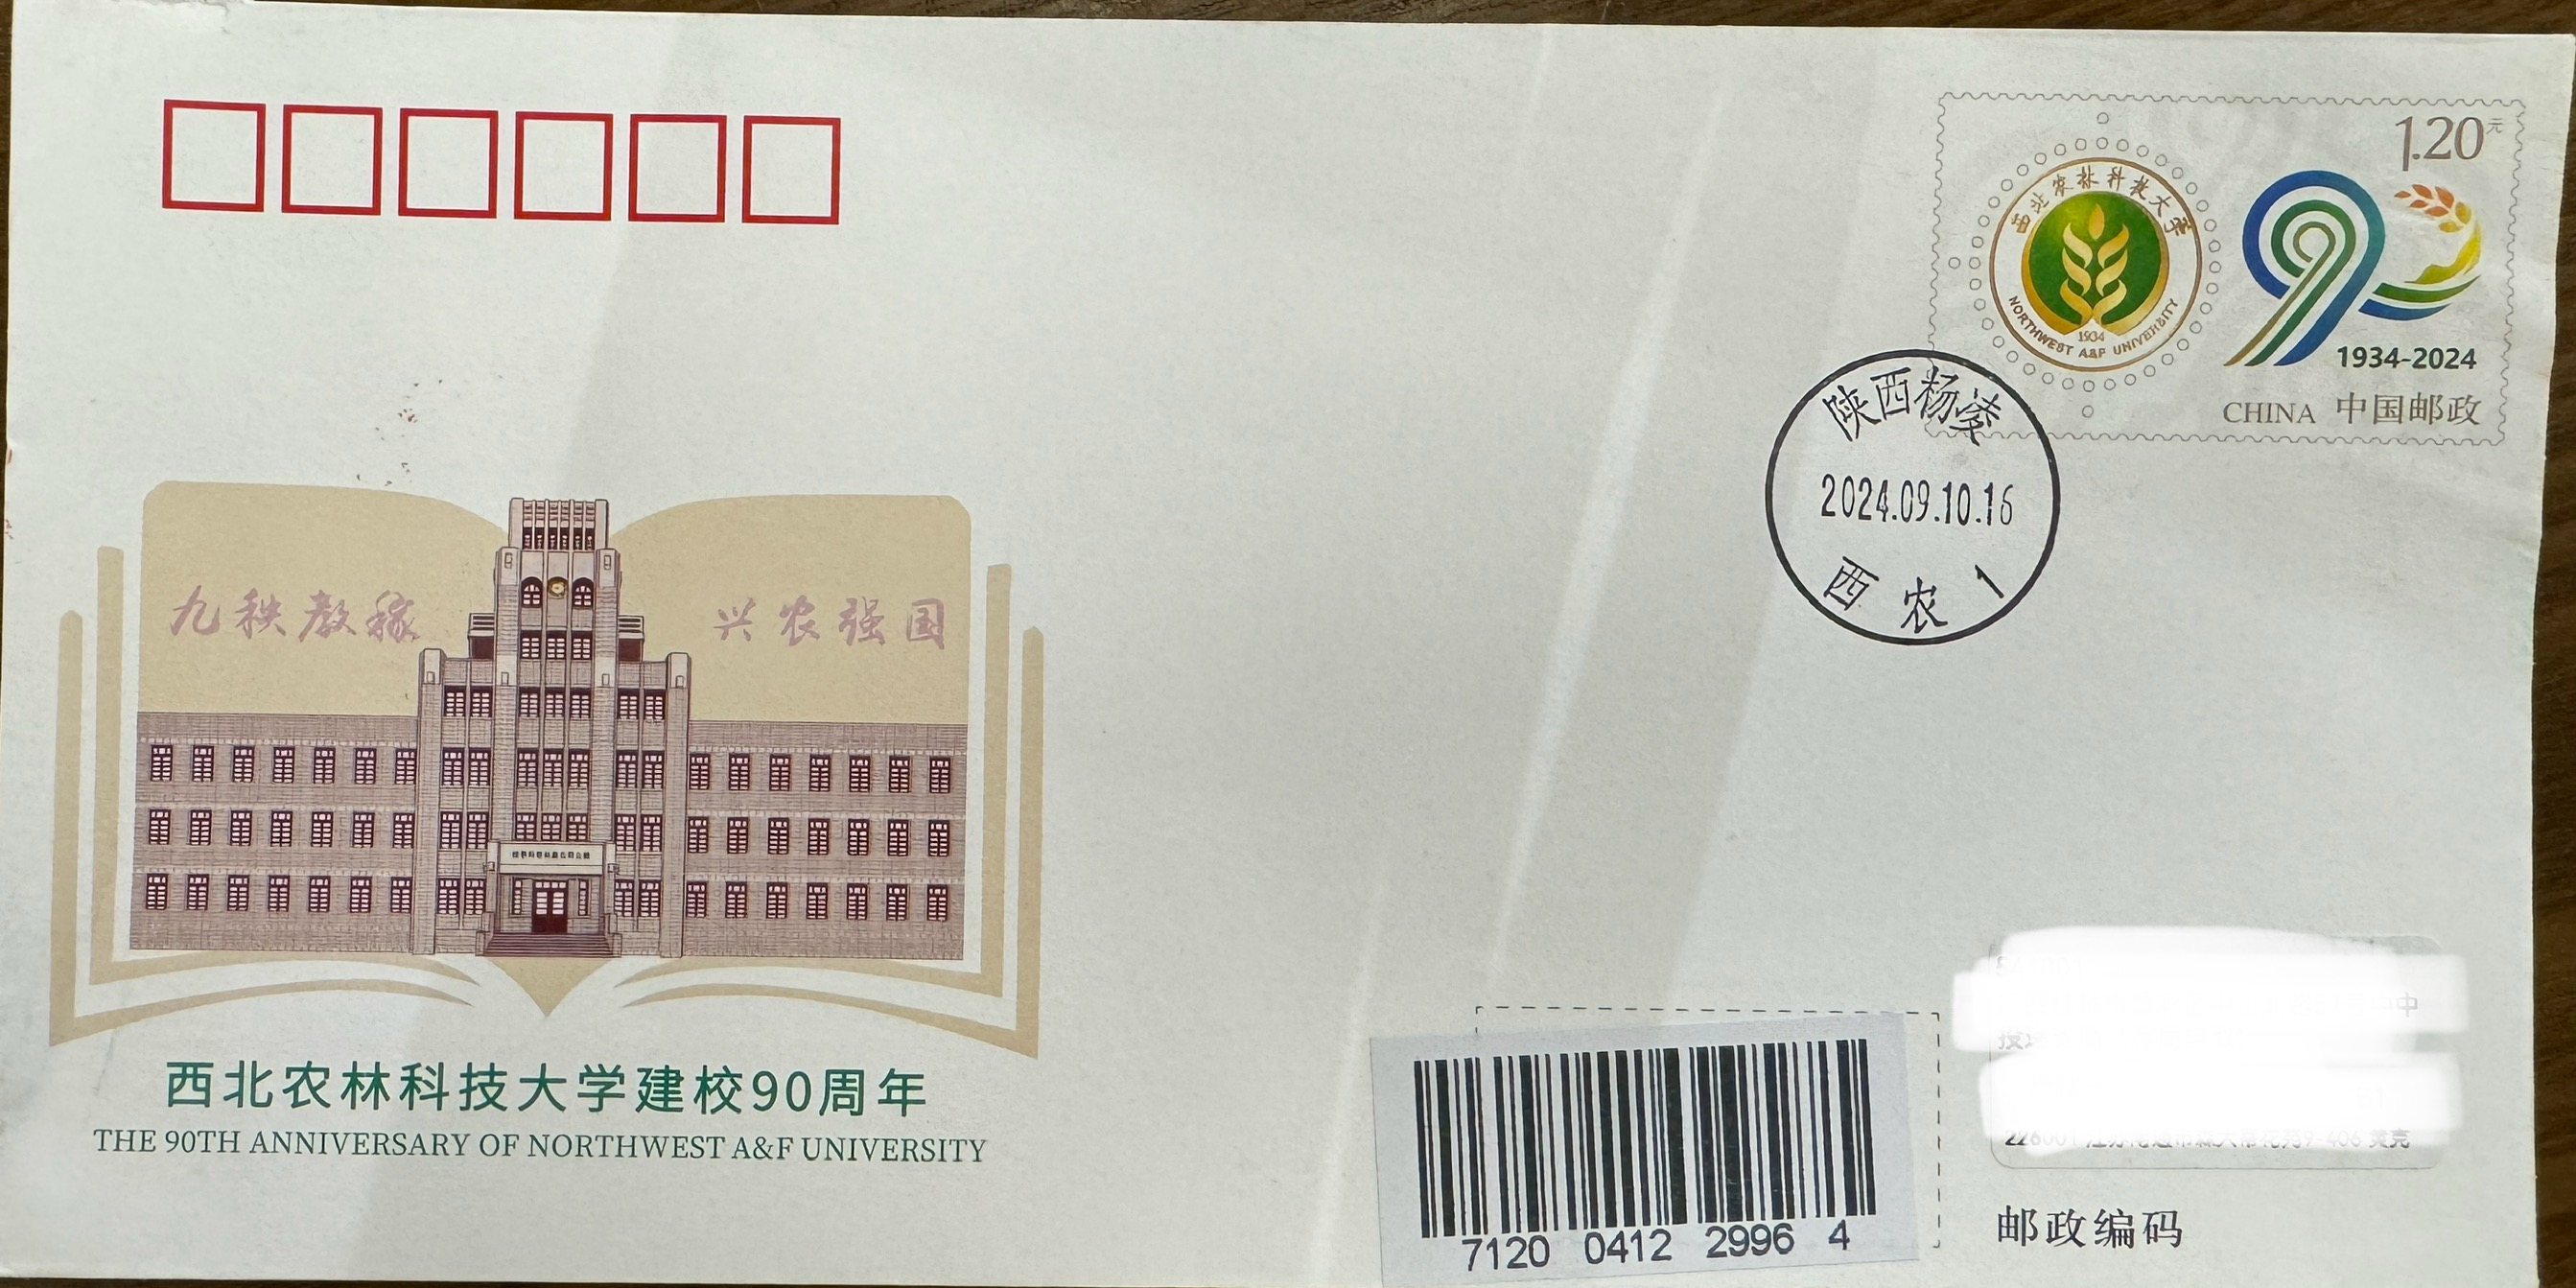 1.20元
西北农林科技大学
1934
NORTHWEST A&F UNIVERSITY
1934-2024
CHINA 中国邮政
陕西杨凌
2024.09.10.16
西农1
九秩教稼 兴农强国
西北农林科技大学建校90周年
THE 90TH ANNIVERSARY OF NORTHWEST A&F UNIVERSITY
7120 0412 2996 4
邮政编码